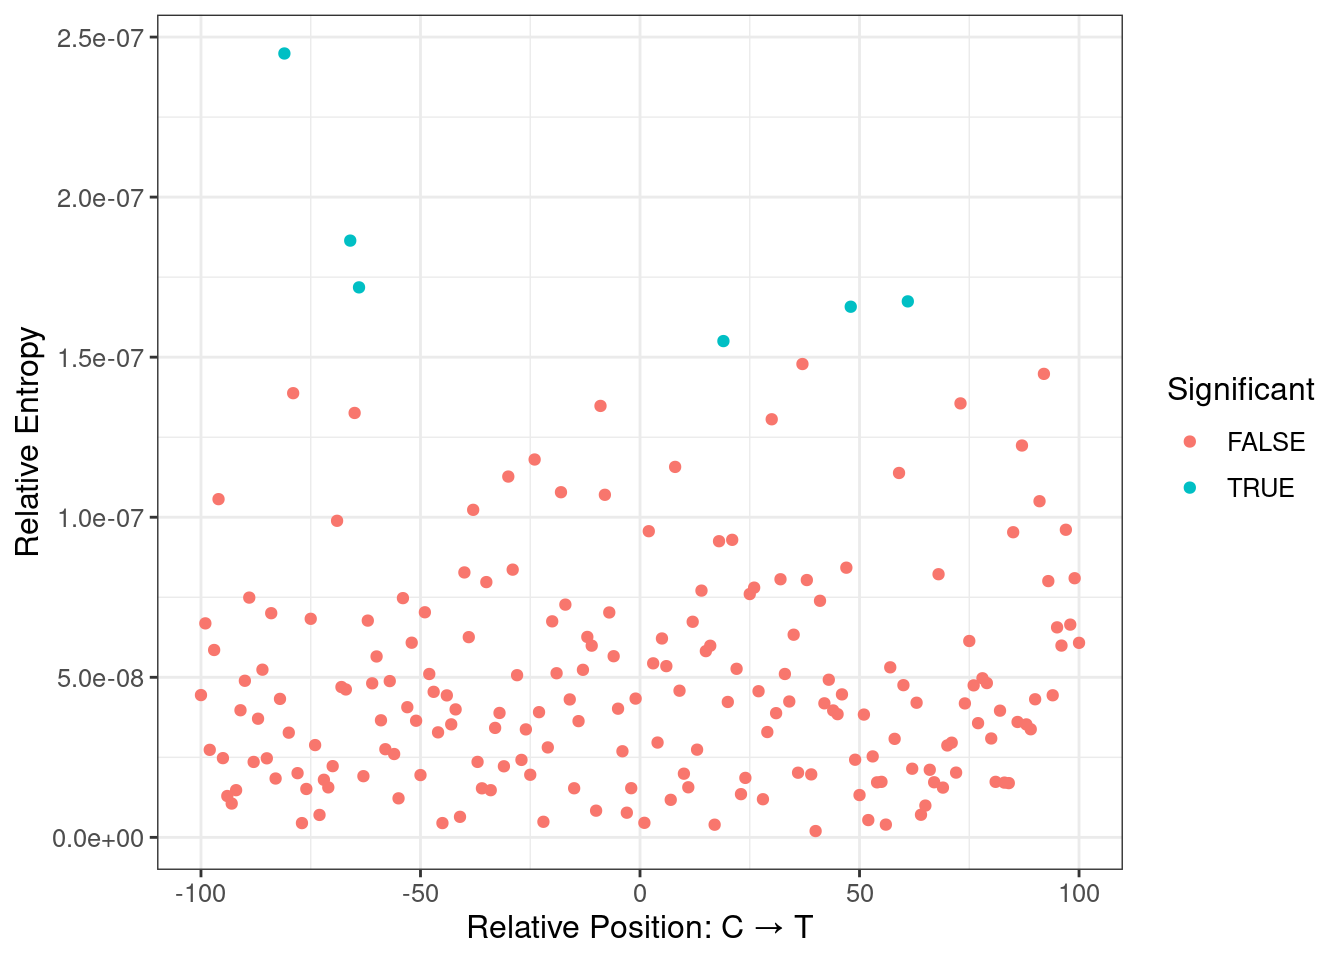 2.5e-07
2.0e-07
1.5e-07
1.0e-07
5.0e-08
0.0e+00
Relative Entropy
-100 -50 0 50 100
Relative Position: C → T
Significant
FALSE
TRUE